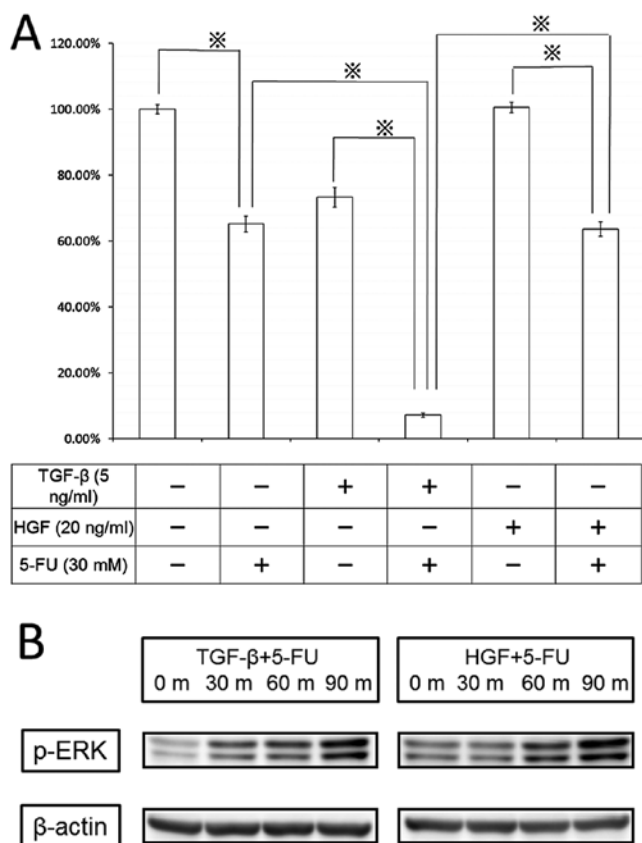 A
※ ※ ※ ※ ※
120.00%
100.00%
80.00%
60.00%
40.00%
20.00%
0.00%
TGF-β (5 ng/ml) − − + + − −
HGF (20 ng/ml) − − − − + +
5-FU (30 mM) − + − + − +
B
TGF-β+5-FU HGF+5-FU
0 m 30 m 60 m 90 m 0 m 30 m 60 m 90 m
p-ERK
β-actin